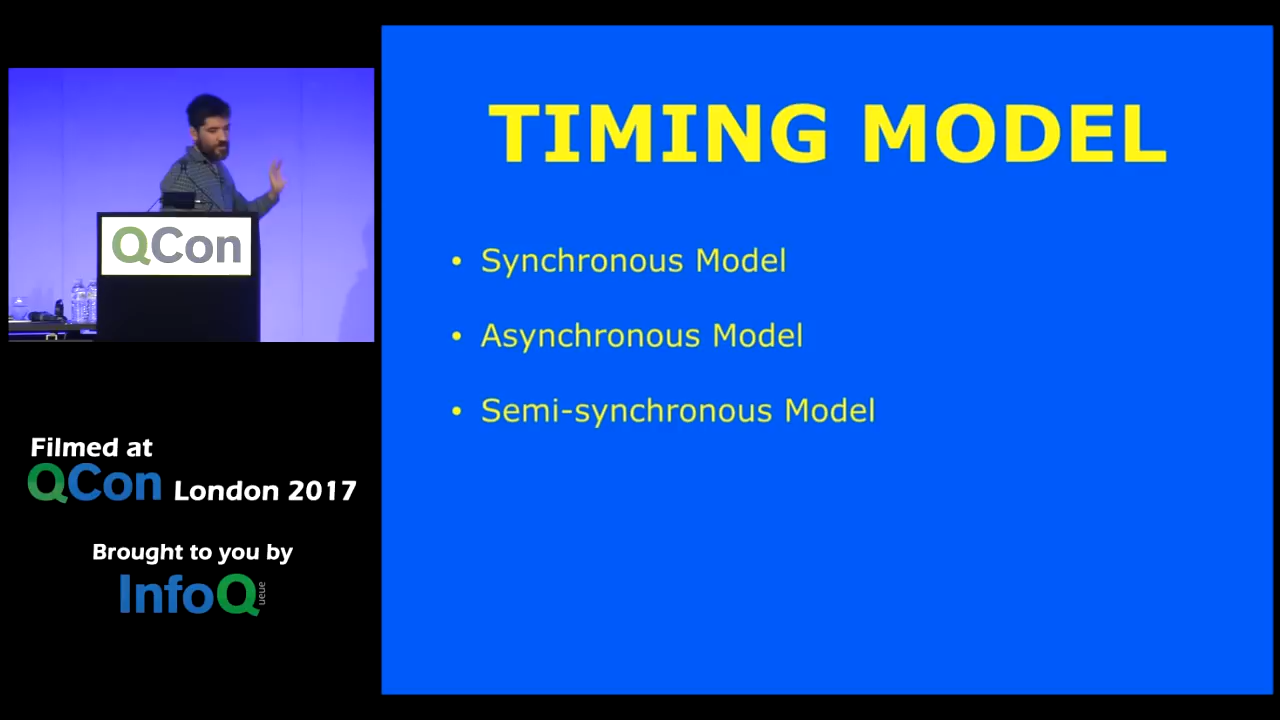 QCon
Filmed at
QCon London 2017
Brought to you by
InfoQ
ueue
TIMING MODEL
• Synchronous Model
• Asynchronous Model
• Semi-synchronous Model